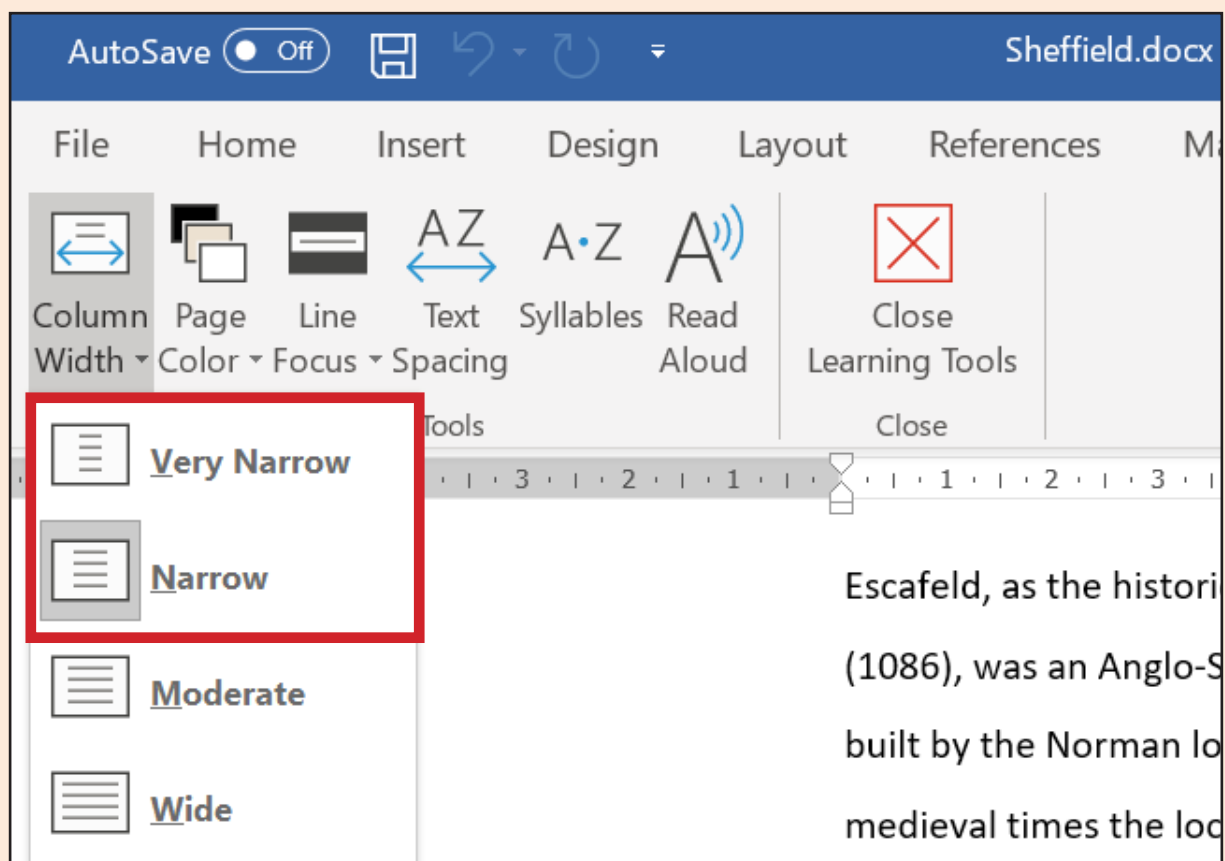 AutoSave Off Sheffield.docx
File Home Insert Design Layout References
AZ A·Z A
Column Page Line Text Syllables Read Close
Width Color Focus Spacing Aloud Learning Tools
Tools Close
Very Narrow
3 2 1 1 2 3
Narrow
Escafeld, as the histori
(1086), was an Anglo-S
Moderate
built by the Norman lo
Wide
medieval times the loc